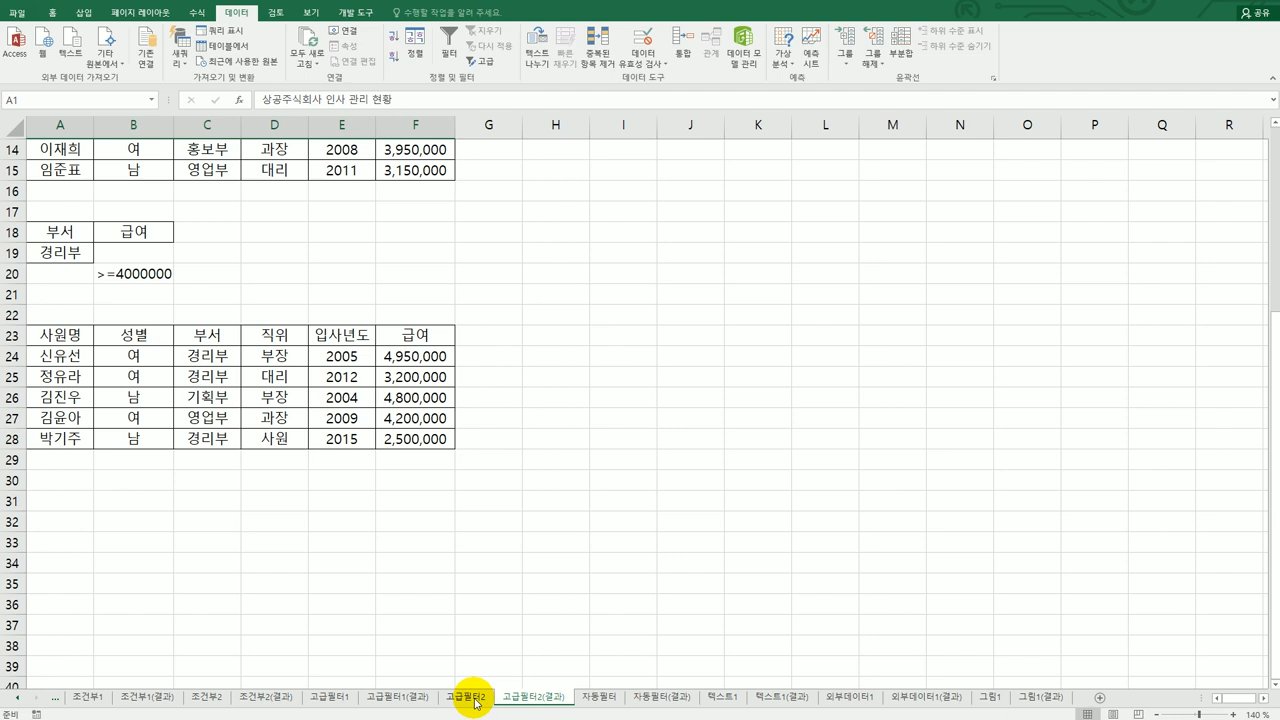 파일 홈 삽입 페이지 레이아웃 수식 데이터 검토 보기 개발 도구 수행할 작업을 알려 주세요. 공유
Access 웹 텍스트 기타 원본에서 기존 연결 새쿼리 쿼리 표시 테이블에서 최근에 사용한 원본 모두 새로 고침 연결 속성 연결 편집 정렬 필터 지우기 다시 적용 고급 텍스트 나누기 빠른 채우기 중복된 항목 제거 데이터 유효성 검사 통합 관계 데이터 모델 관리 가상 분석 예측 시트 그룹 그룹 해제 부분합 하위 수준 표시 하위 수준 숨기기
외부 데이터 가져오기 가져오기 및 변환 연결 정렬 및 필터 데이터 도구 예측 윤곽선
A1 fx 상공주식회사 인사 관리 현황
A B C D E F G H I J K L M N O P Q R
14 이재희 여 홍보부 과장 2008 3,950,000
15 임준표 남 영업부 대리 2011 3,150,000
16
17
18 부서 급여
19 경리부
20 >=4000000
21
22
23 사원명 성별 부서 직위 입사년도 급여
24 신유선 여 경리부 부장 2005 4,950,000
25 정유라 여 경리부 대리 2012 3,200,000
26 김진우 남 기획부 부장 2004 4,800,000
27 김윤아 여 영업부 과장 2009 4,200,000
28 박기주 남 경리부 사원 2015 2,500,000
29
30
31
32
33
34
35
36
37
38
39
40
... 조건부1 조건부1(결과) 조건부2 조건부2(결과) 고급필터1 고급필터1(결과) 고급필터2 고급필터2(결과) 자동필터 자동필터(결과) 텍스트1 텍스트1(결과) 외부데이터1 외부데이터1(결과) 그림1 그림1(결과)
준비 140 %